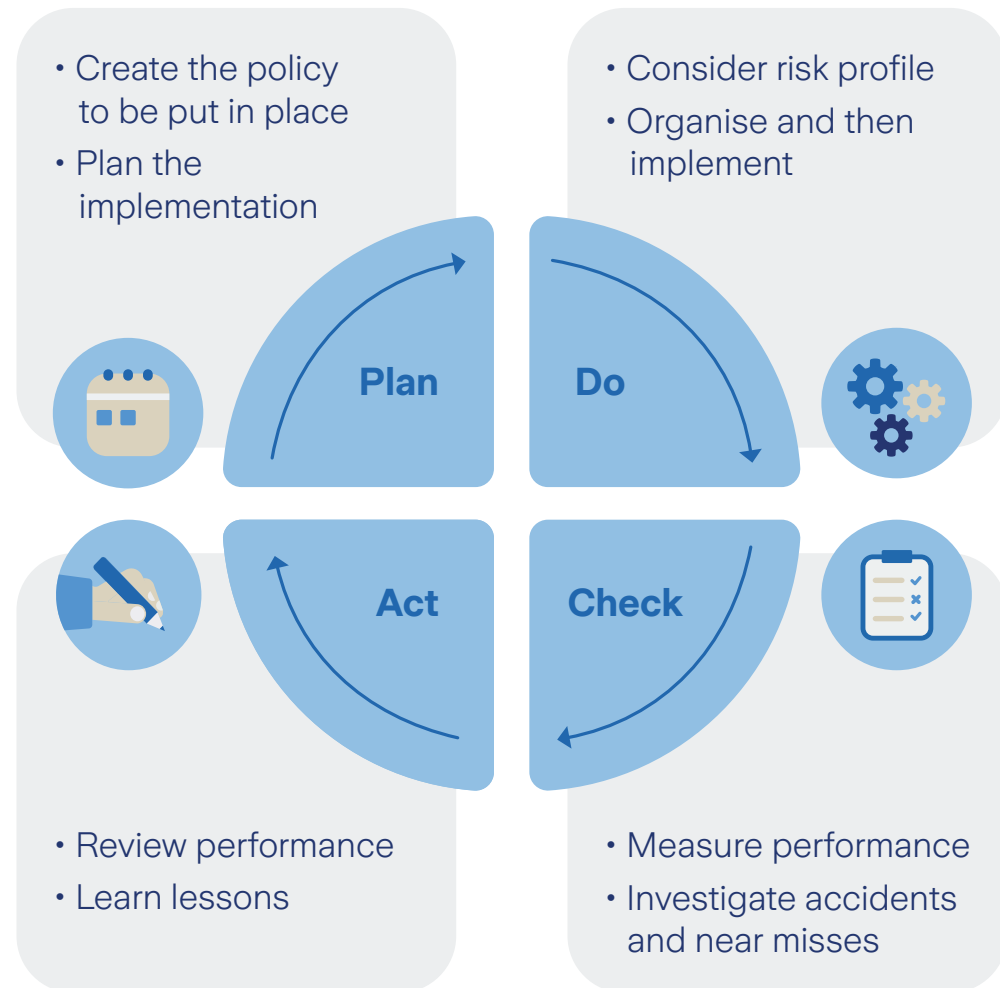 • Create the policy
to be put in place
• Plan the
implementation
• Consider risk profile
• Organise and then
implement
Plan
Do
Act
Check
• Review performance
• Learn lessons
• Measure performance
• Investigate accidents
and near misses